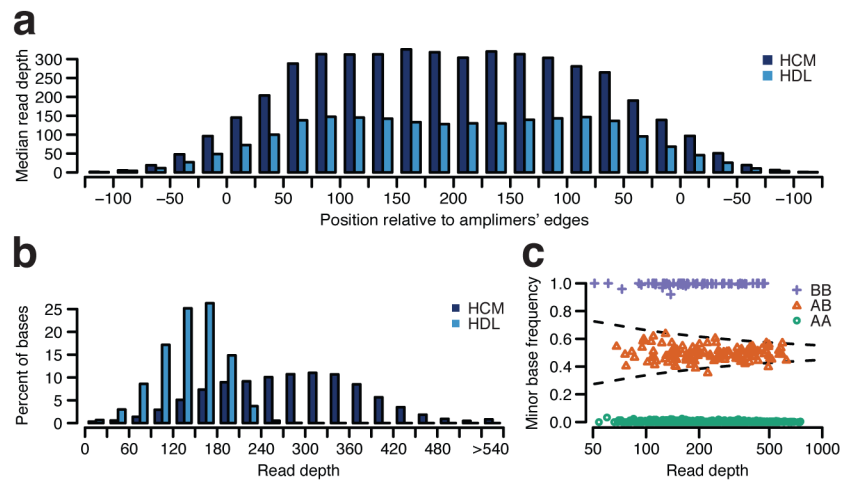 a
Median read depth
300
250
200
150
100
50
0
HCM
HDL
−100 −50 0 50 100 150 200 150 100 50 0 −50 −100
Position relative to amplimers' edges
b
Percent of bases
25
20
15
10
5
0
HCM
HDL
0 60 120 180 240 300 360 420 480 >540
Read depth
c
Minor base frequency
1.0
0.8
0.6
0.4
0.2
0.0
BB
AB
AA
50 100 200 500 1000
Read depth